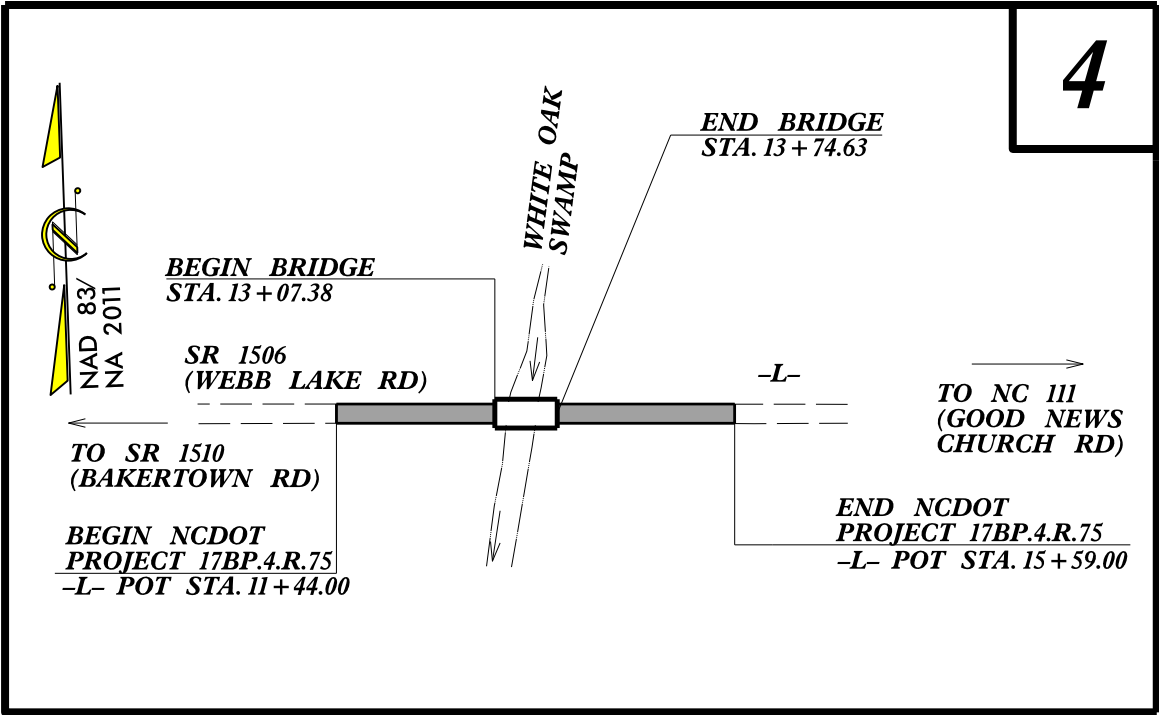 4
WHITE OAK
SWAMP
END BRIDGE
STA. 13+74.63
BEGIN BRIDGE
STA. 13+07.38
NAD 83/
NA 2011
SR 1506
(WEBB LAKE RD)
–L–
TO NC 111
(GOOD NEWS
CHURCH RD)
TO SR 1510
(BAKERTOWN RD)
BEGIN NCDOT
PROJECT 17BP.4.R.75
–L– POT STA. 11+44.00
END NCDOT
PROJECT 17BP.4.R.75
–L– POT STA. 15+59.00